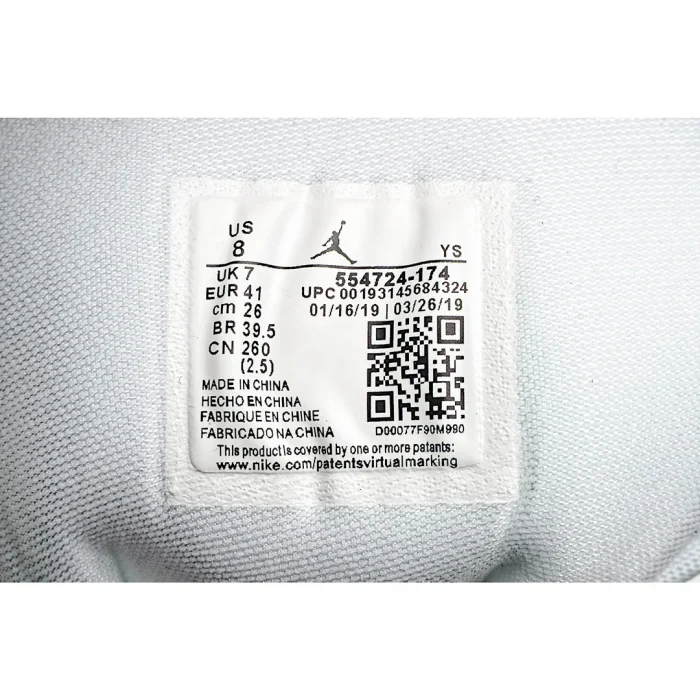 US
8
YS
UK 7
EUR 41
cm 26
BR 39.5
CN 260
(2.5)
554724-174
UPC 00193145684324
01/16/19 | 03/26/19
D00077F90M990
MADE IN CHINA
HECHO EN CHINA
FABRIQUE EN CHINE
FABRICADO NA CHINA
This product is covered by one or more patents:
www.nike.com/patentsvirtualmarking